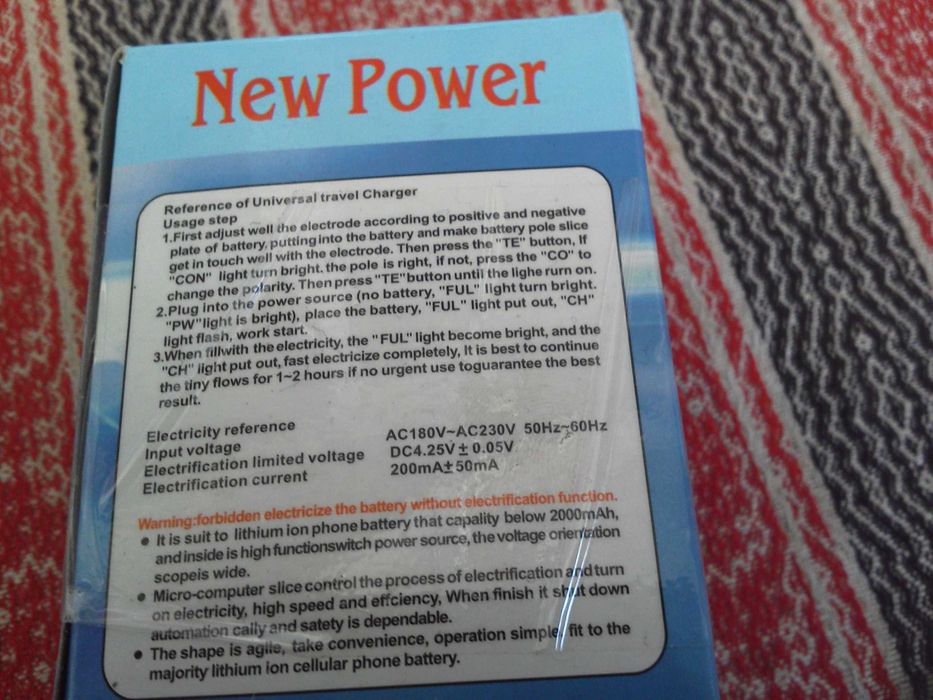 New Power
Reference of Universal travel Charger
Usage step
1.First adjust well the electrode according to positive and negative
plate of battery, putting into the battery and make battery pole slice
get in touch well with the electrode. Then press the "TE" button, If
"CON" light turn bright. the pole is right, if not, press the "CO" to
change the polarity. Then press "TE"button until the lighe rurn on.
2.Plug into the power source (no battery, "FUL" light turn bright.
"PW"light is bright), place the battery, "FUL" light put out, "CH"
light flash, work start.
3.When fillwith the electricity, the "FUL" light become bright, and the
"CH" light put out, fast electricize completely, It is best to continue
the tiny flows for 1~2 hours if no urgent use toguarantee the best
result.
Electricity reference
Input voltage AC180V~AC230V 50Hz~60Hz
Electrification limited voltage DC4.25V± 0.05V
Electrification current 200mA±50mA
Warning:forbidden electricize the battery without electrification function.
● It is suit to lithium ion phone battery that capality below 2000mAh,
and inside is high functionswitch power source, the voltage orientation
scopeis wide.
● Micro-computer slice control the process of electrification and turn
on electricity, high speed and effciency, When finish it shut down
automation cally and satety is dependable.
● The shape is agile, take convenience, operation simple, fit to the
majority lithium ion cellular phone battery.